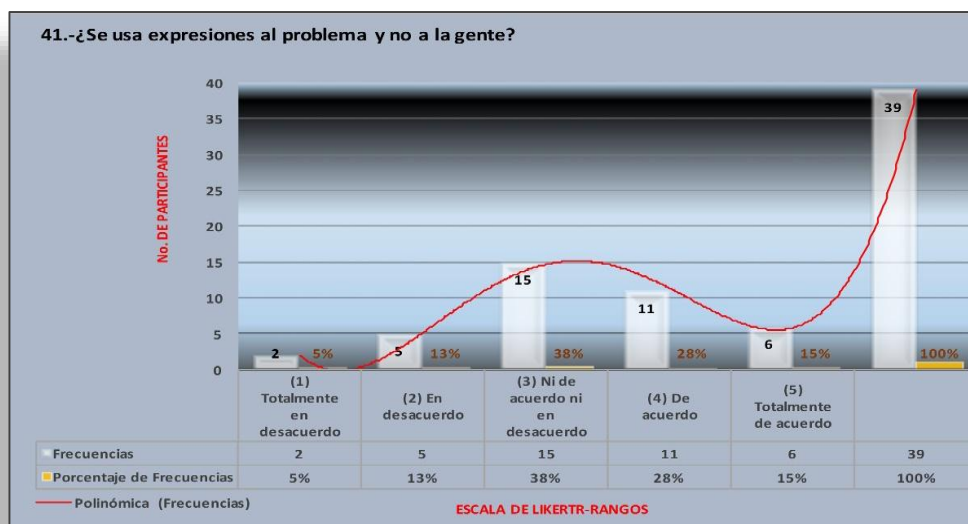 41.-¿Se usa expresiones al problema y no a la gente?
No. DE PARTICIPANTES
40
35
30
25
20
15
10
5
0
2 5% 5 13% 15 38% 11 28% 6 15% 39 100%
(1) Totalmente en desacuerdo
(2) En desacuerdo
(3) Ni de acuerdo ni en desacuerdo
(4) De acuerdo
(5) Totalmente de acuerdo
Frecuencias 2 5 15 11 6 39
Porcentaje de Frecuencias 5% 13% 38% 28% 15% 100%
Polinómica (Frecuencias)
ESCALA DE LIKERTR-RANGOS